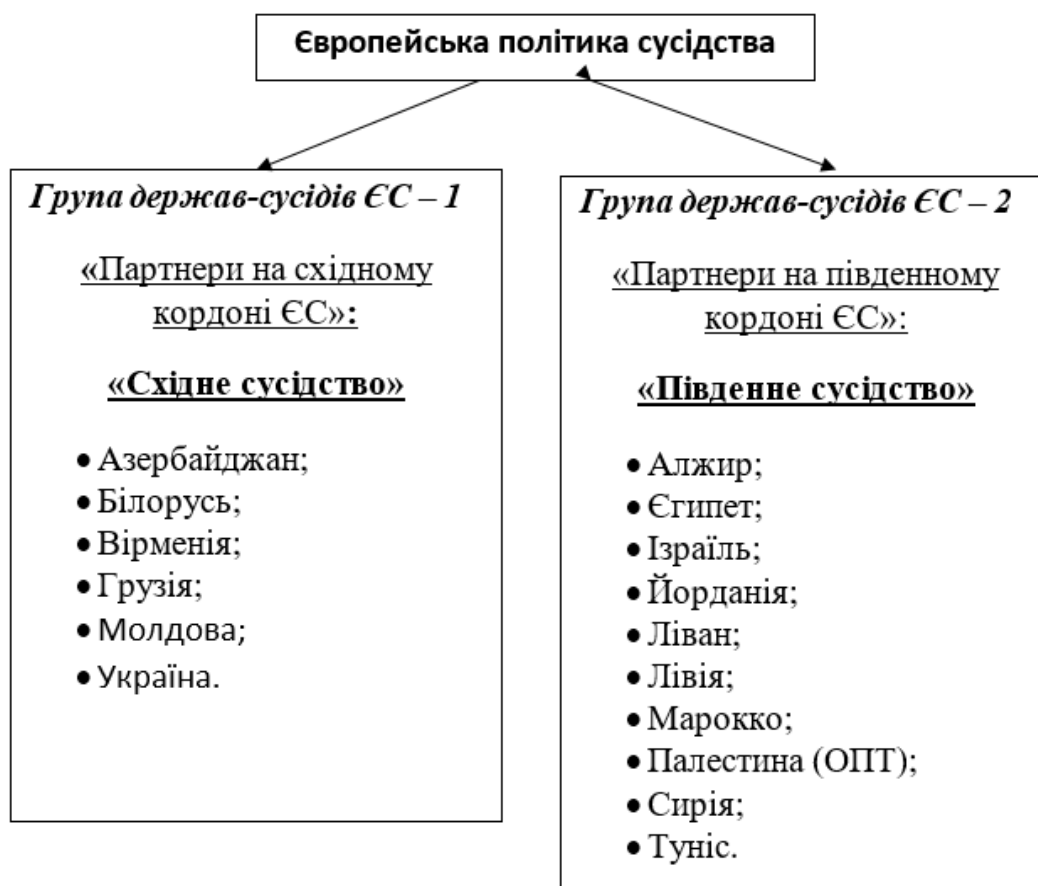 Європейська політика сусідства
Група держав-сусідів ЄС – 1
«Партнери на східному
кордоні ЄС»:
«Східне сусідство»
• Азербайджан;
• Білорусь;
• Вірменія;
• Грузія;
• Молдова;
• Україна.
Група держав-сусідів ЄС – 2
«Партнери на південному
кордоні ЄС»:
«Південне сусідство»
• Алжир;
• Єгипет;
• Ізраїль;
• Йорданія;
• Ліван;
• Лівія;
• Марокко;
• Палестина (ОПТ);
• Сирія;
• Туніс.